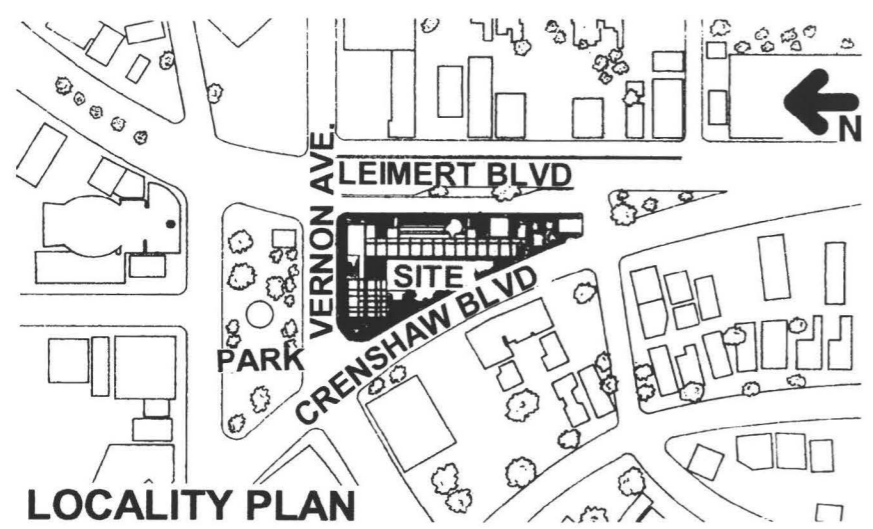 N
VERNON AVE.
LEIMERT BLVD
SITE
CRENSHAW BLVD
PARK
LOCALITY PLAN